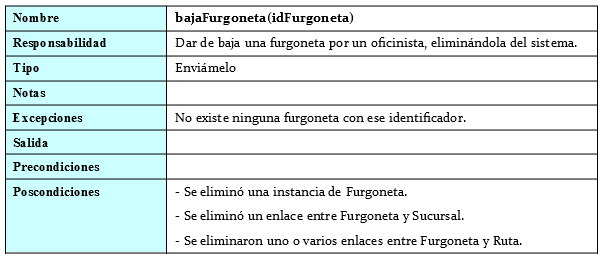 Nombre bajaFurgoneta(idFurgoneta)
Responsabilidad Dar de baja una furgoneta por un oficinista, eliminándola del sistema.
Tipo Enviámelo
Notas
Excepciones No existe ninguna furgoneta con ese identificador.
Salida
Precondiciones
Poscondiciones - Se eliminó una instancia de Furgoneta.
- Se eliminó un enlace entre Furgoneta y Sucursal.
- Se eliminaron uno o varios enlaces entre Furgoneta y Ruta.